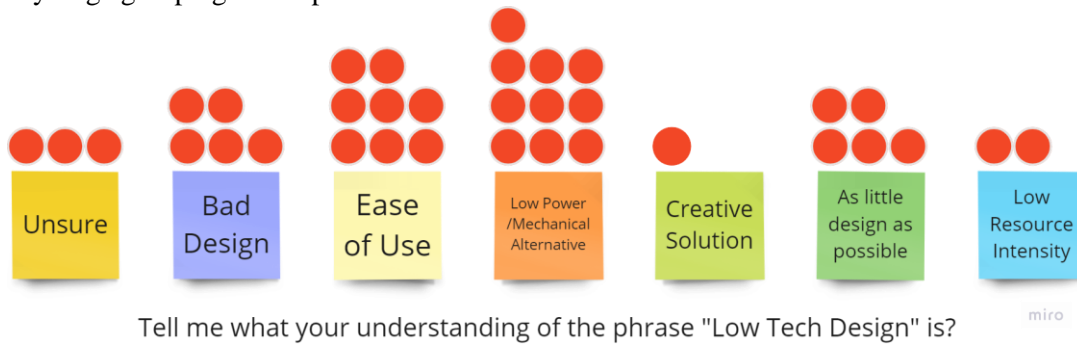 Unsure
Bad
Design
Ease
of Use
Low Power
/Mechanical
Alternative
Creative
Solution
As little
design as
possible
Low
Resource
Intensity
Tell me what your understanding of the phrase "Low Tech Design" is?
miro